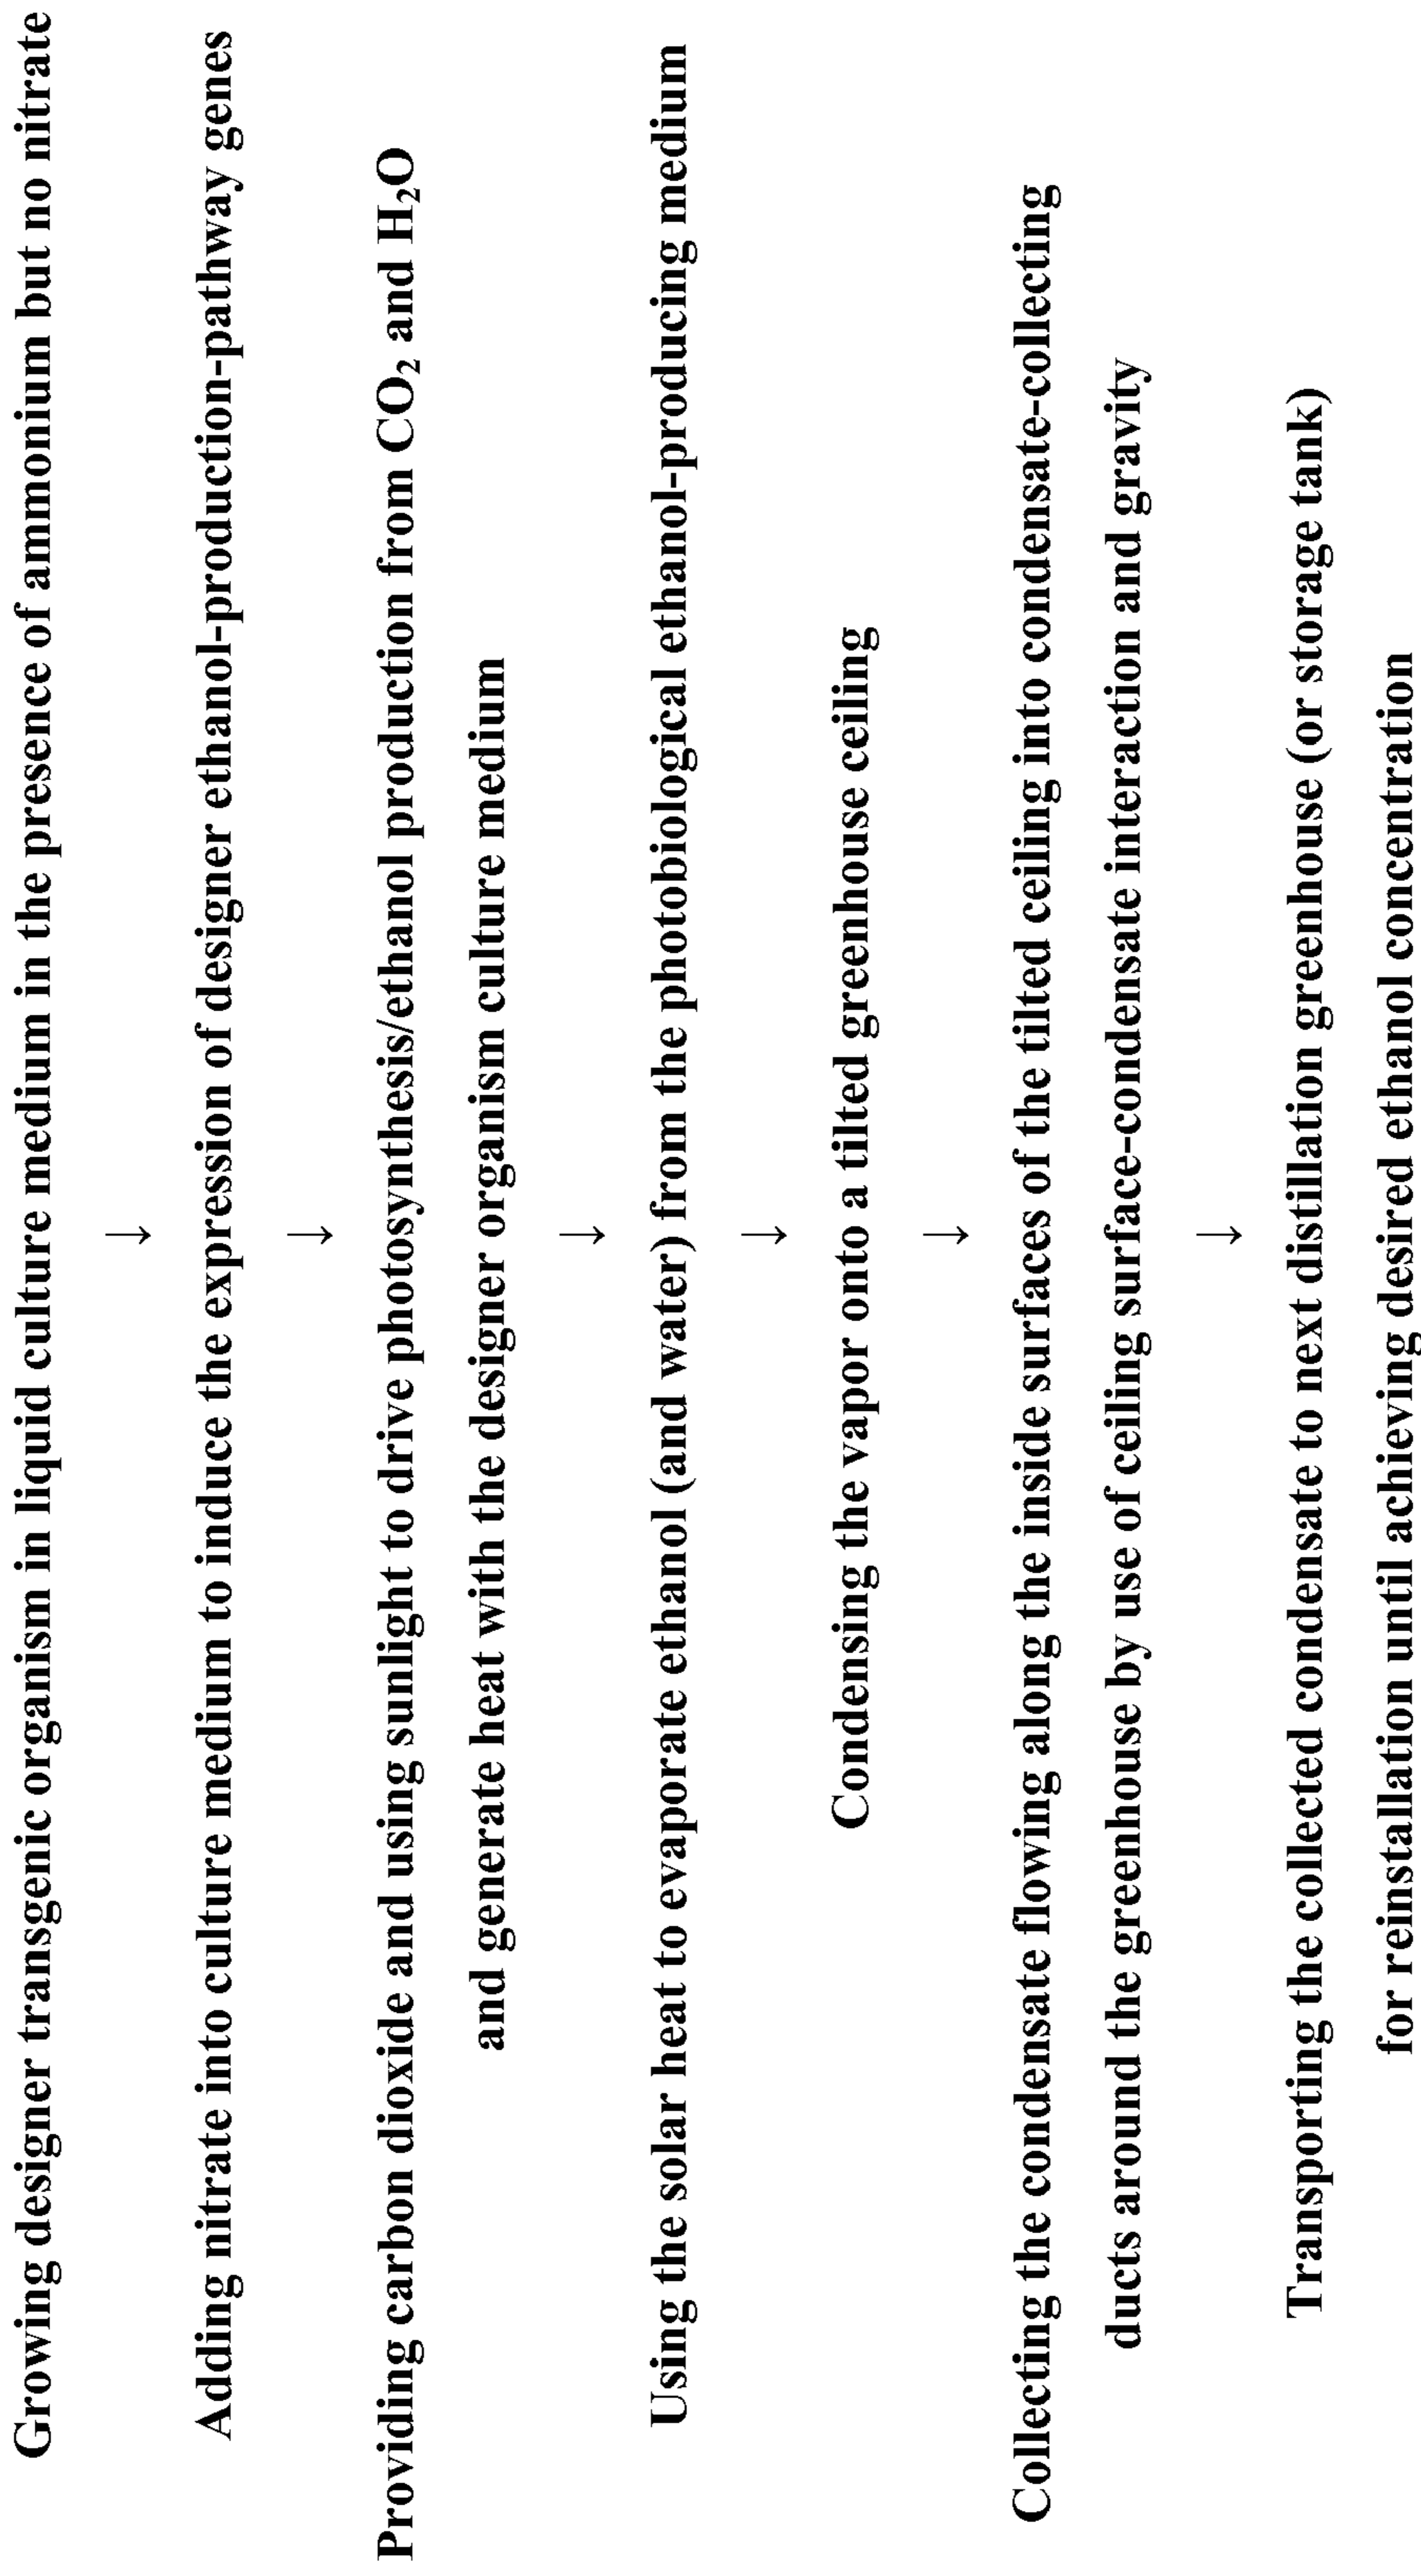 Growing designer transgenic organism in liquid culture medium in the presence of ammonium but no nitrate
↓
Adding nitrate into culture medium to induce the expression of designer ethanol-production-pathway genes
↓
Providing carbon dioxide and using sunlight to drive photosynthesis/ethanol production from CO₂ and H₂O
and generate heat with the designer organism culture medium
↓
Using the solar heat to evaporate ethanol (and water) from the photobiological ethanol-producing medium
↓
Condensing the vapor onto a tilted greenhouse ceiling
↓
Collecting the condensate flowing along the inside surfaces of the tilted ceiling into condensate-collecting
ducts around the greenhouse by use of ceiling surface-condensate interaction and gravity
↓
Transporting the collected condensate to next distillation greenhouse (or storage tank)
for reinstallation until achieving desired ethanol concentration